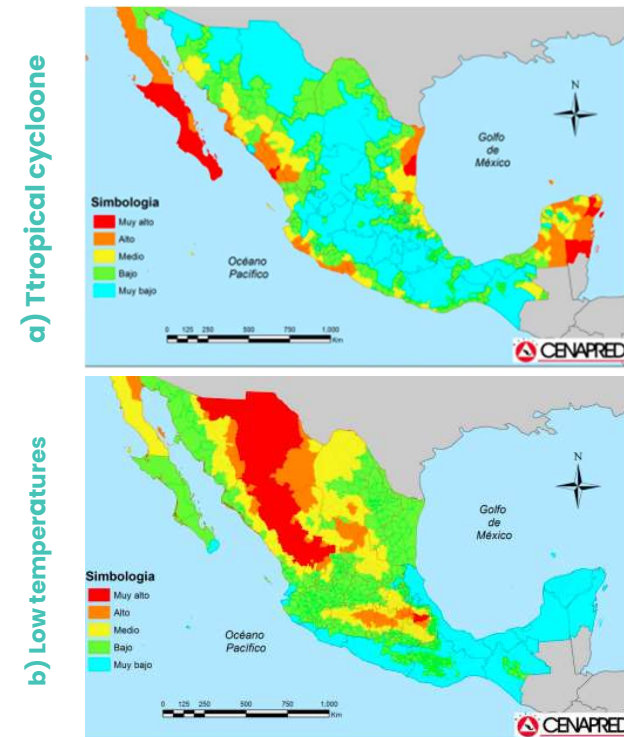 a) Ttropical cycloone
Golfo
de
México
N
Simbologia
Muy alto
Alto
Medio
Bajo
Muy bajo
Océano
Pacífico
0 125 250 500 750 1,000
Km
CENAPRED
b) Low temperatures
Golfo
de
México
N
Simbologia
Muy alto
Alto
Medio
Bajo
Muy bajo
Océano
Pacífico
0 125 250 500 750 1,000
Km
CENAPRED